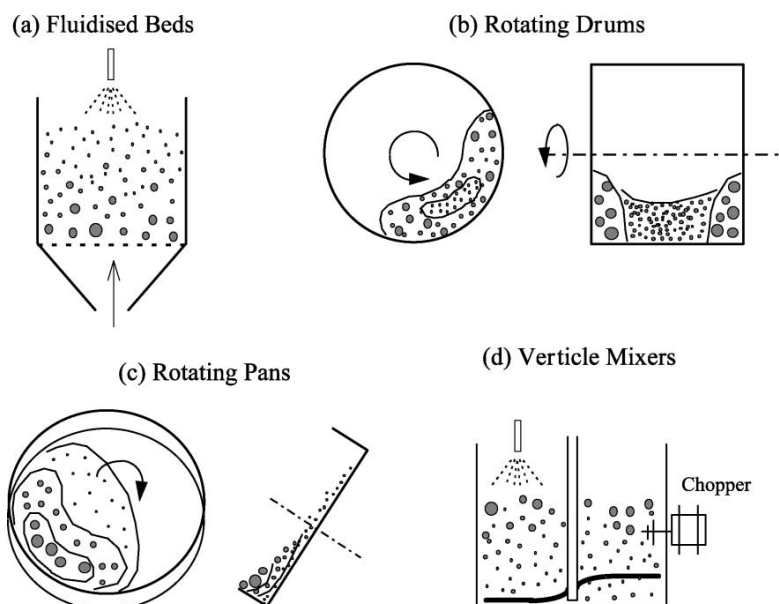 (a) Fluidised Beds
(b) Rotating Drums
(c) Rotating Pans
(d) Verticle Mixers
Chopper